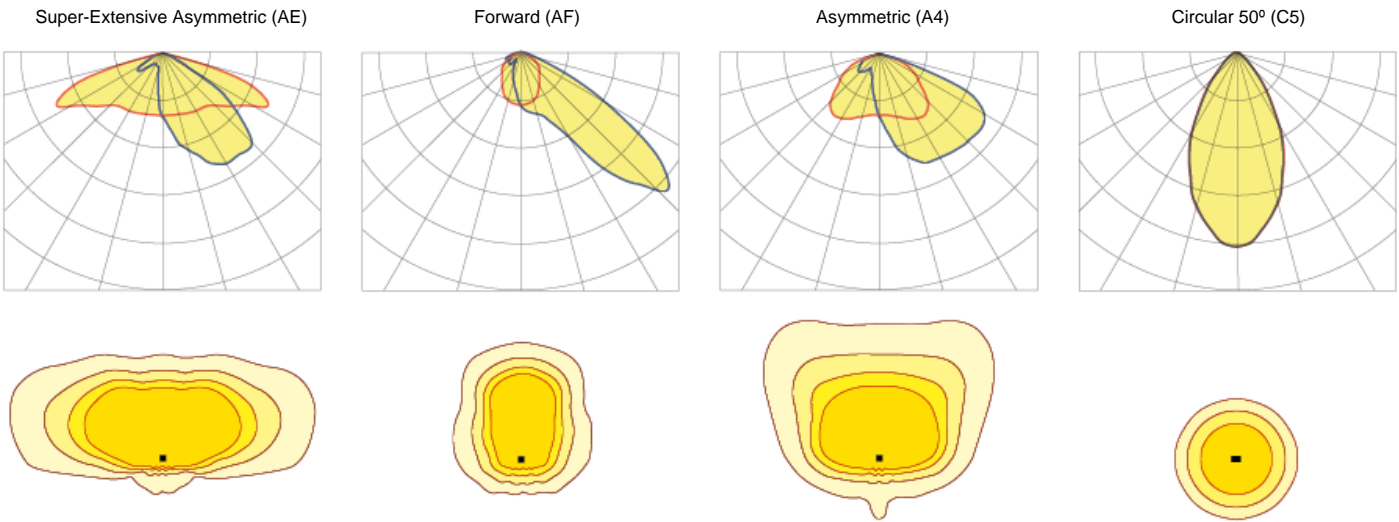 Super-Extensive Asymmetric (AE)
Forward (AF)
Asymmetric (A4)
Circular 50º (C5)